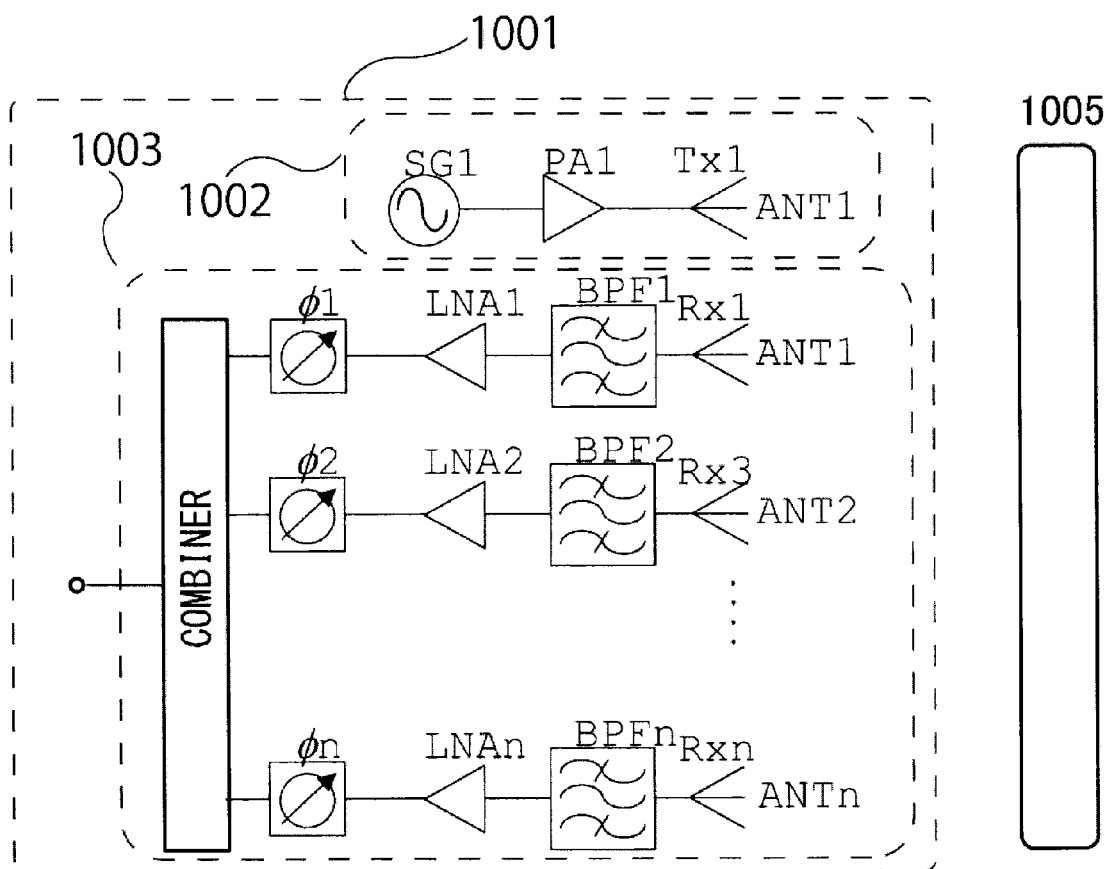 1001
1005
1003
1002
SG1
PA1
Tx1
ANT1
ϕ1
LNA1
BPF1
Rx1
ANT1
ϕ2
LNA2
BPF2
Rx3
ANT2
COMBINER
ϕn
LNAn
BPFn
Rxn
ANTn